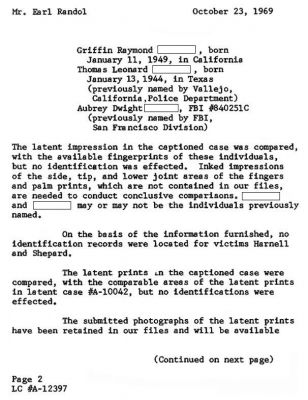 Mr. Earl Randol October 23, 1969
Griffin Raymond , born
January 11, 1949, in California
Thomas Leonard , born
January 13, 1944, in Texas
(previously named by Vallejo,
California, Police Department)
Aubrey Dwight , FBI #840251C
(previously named by FBI,
San Francisco Division)
The latent impression in the captioned case was compared,
with the available fingerprints of these individuals,
but no identification was effected. Inked impressions
of the side, tip, and lower joint areas of the fingers
and palm prints, which are not contained in our files,
are needed to conduct conclusive comparisons.
and may or may not be the individuals previously
named.
On the basis of the information furnished, no
identification records were located for victims Harnell
and Shepard.
The latent prints in the captioned case were
compared, with the comparable areas of the latent prints
in latent case #A-10042, but no identifications were
effected.
The submitted photographs of the latent prints
have been retained in our files and will be available
(Continued on next page)
Page 2
LC #A-12397